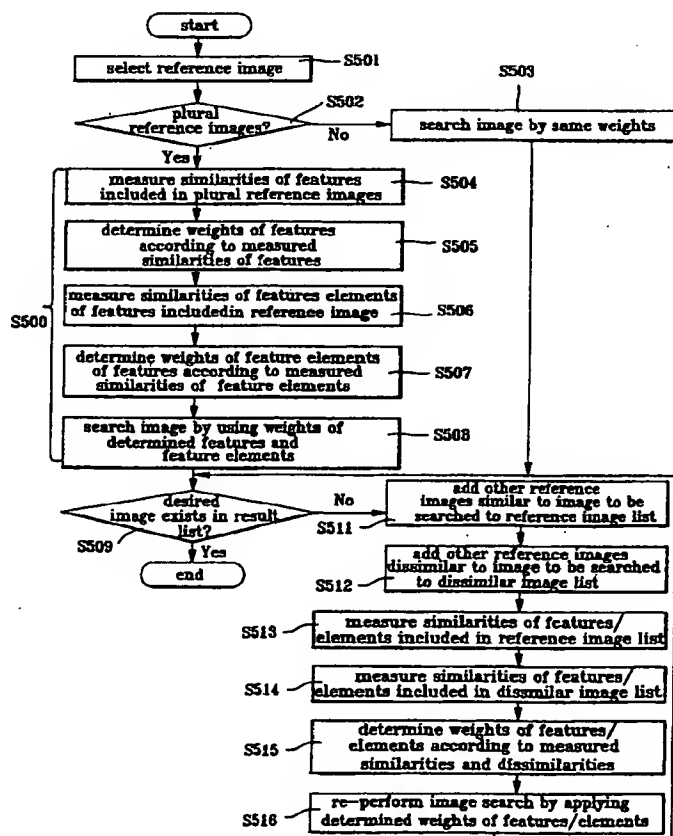 start
select reference image
S501
plural
reference images?
S502
No
S503
search image by same weights
Yes
measure similarities of features
included in plural reference images
S504
determine weights of features
according to measured
similarities of features
S505
measure similarities of features elements
of features includedin reference image
S506
S500
determine weights of feature elements
of features according to measured
similarities of feature elements
S507
search image by using weights of
determined features and
feature elements
S508
desired
image exists in result
list?
S509
No
Yes
end
add other reference
images similar to image to be
searched to reference image list
S511
add other reference images
dissimilar to image to be searched
to dissimilar image list
S512
measure similarities of features/
elements included in reference image list
S513
measure similarities of features/
elements included in dissmilar image list
S514
determine weights of features/
elements according to measured
similarities and dissimilarities
S515
re-perform image search by applying
determined weights of features/elements
S516